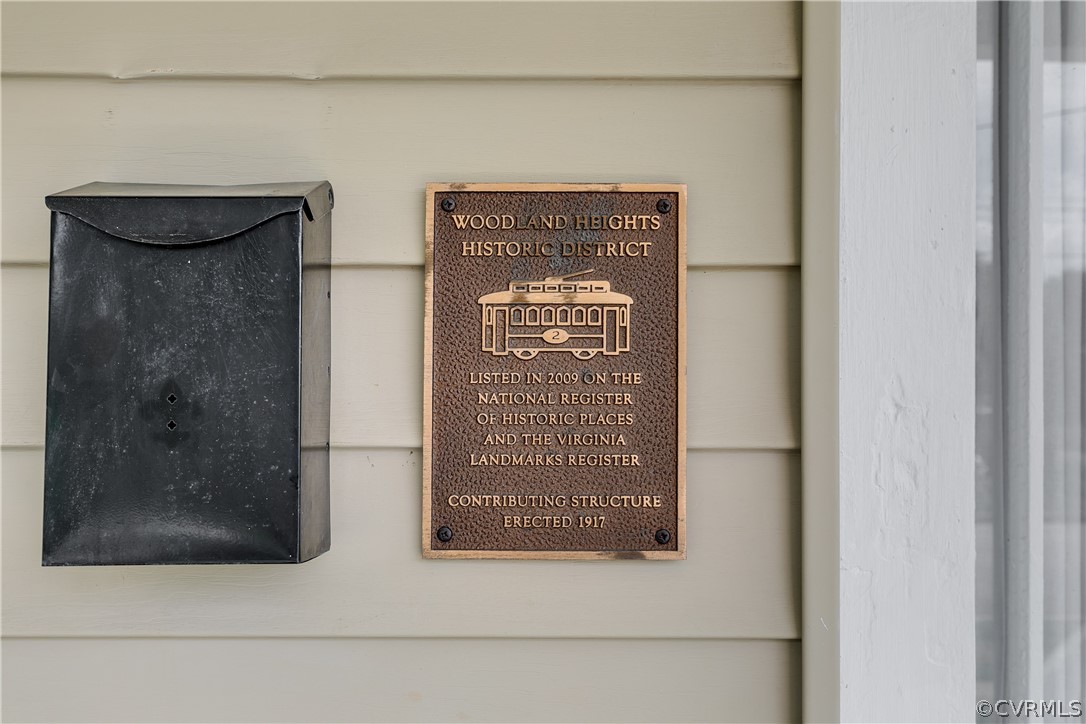 WOODLAND HEIGHTS
HISTORIC DISTRICT
2
LISTED IN 2009 ON THE
NATIONAL REGISTER
OF HISTORIC PLACES
AND THE VIRGINIA
LANDMARKS REGISTER
CONTRIBUTING STRUCTURE
ERECTED 1917
©CVRMLS